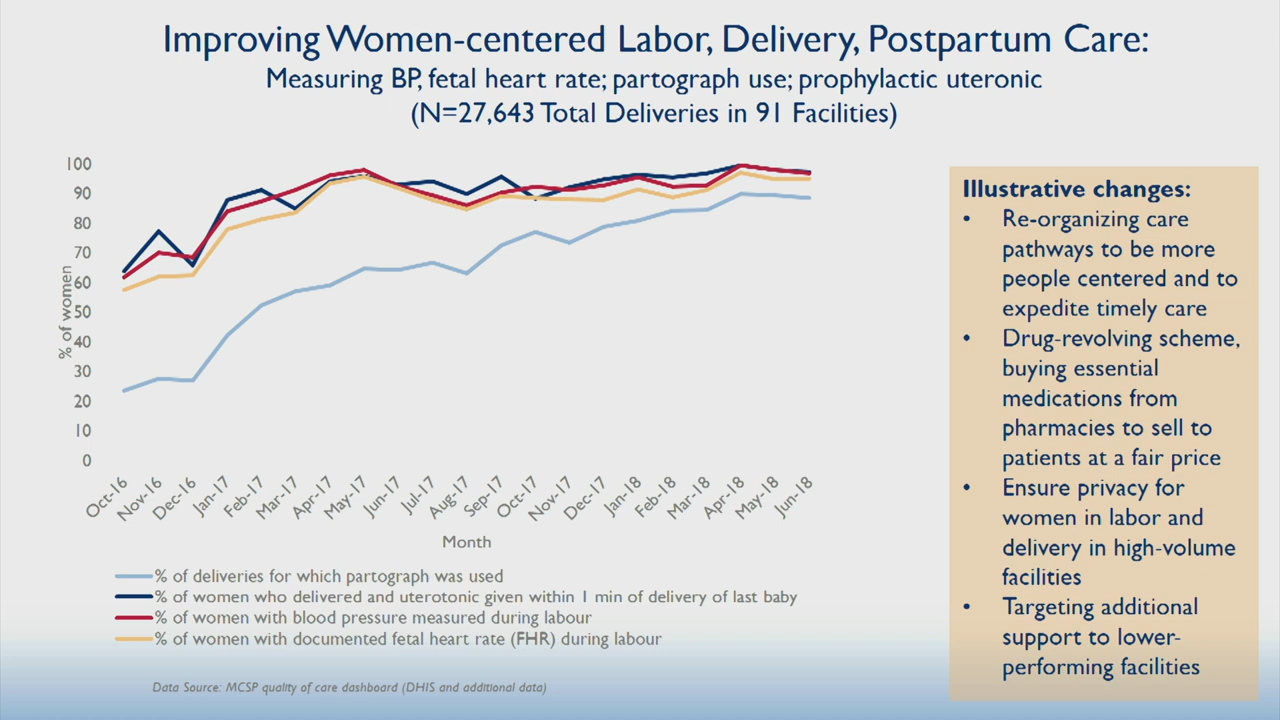 Improving Women-centered Labor, Delivery, Postpartum Care:
Measuring BP, fetal heart rate; partograph use; prophylactic uteronic
(N=27,643 Total Deliveries in 91 Facilities)
100
90
80
70
60
50
40
30
20
10
0
% of women
Oct-16
Nov-16
Dec-16
Jan-17
Feb-17
Mar-17
Apr-17
May-17
Jun-17
Jul-17
Aug-17
Sep-17
Oct-17
Nov-17
Dec-17
Jan-18
Feb-18
Mar-18
Apr-18
May-18
Jun-18
Month
% of deliveries for which partograph was used
% of women who delivered and uterotonic given within 1 min of delivery of last baby
% of women with blood pressure measured during labour
% of women with documented fetal heart rate (FHR) during labour
Data Source: MCSP quality of care dashboard (DHIS and additional data)
Illustrative changes:
• Re-organizing care
pathways to be more
people centered and to
expedite timely care
• Drug-revolving scheme,
buying essential
medications from
pharmacies to sell to
patients at a fair price
• Ensure privacy for
women in labor and
delivery in high-volume
facilities
• Targeting additional
support to lower-
performing facilities